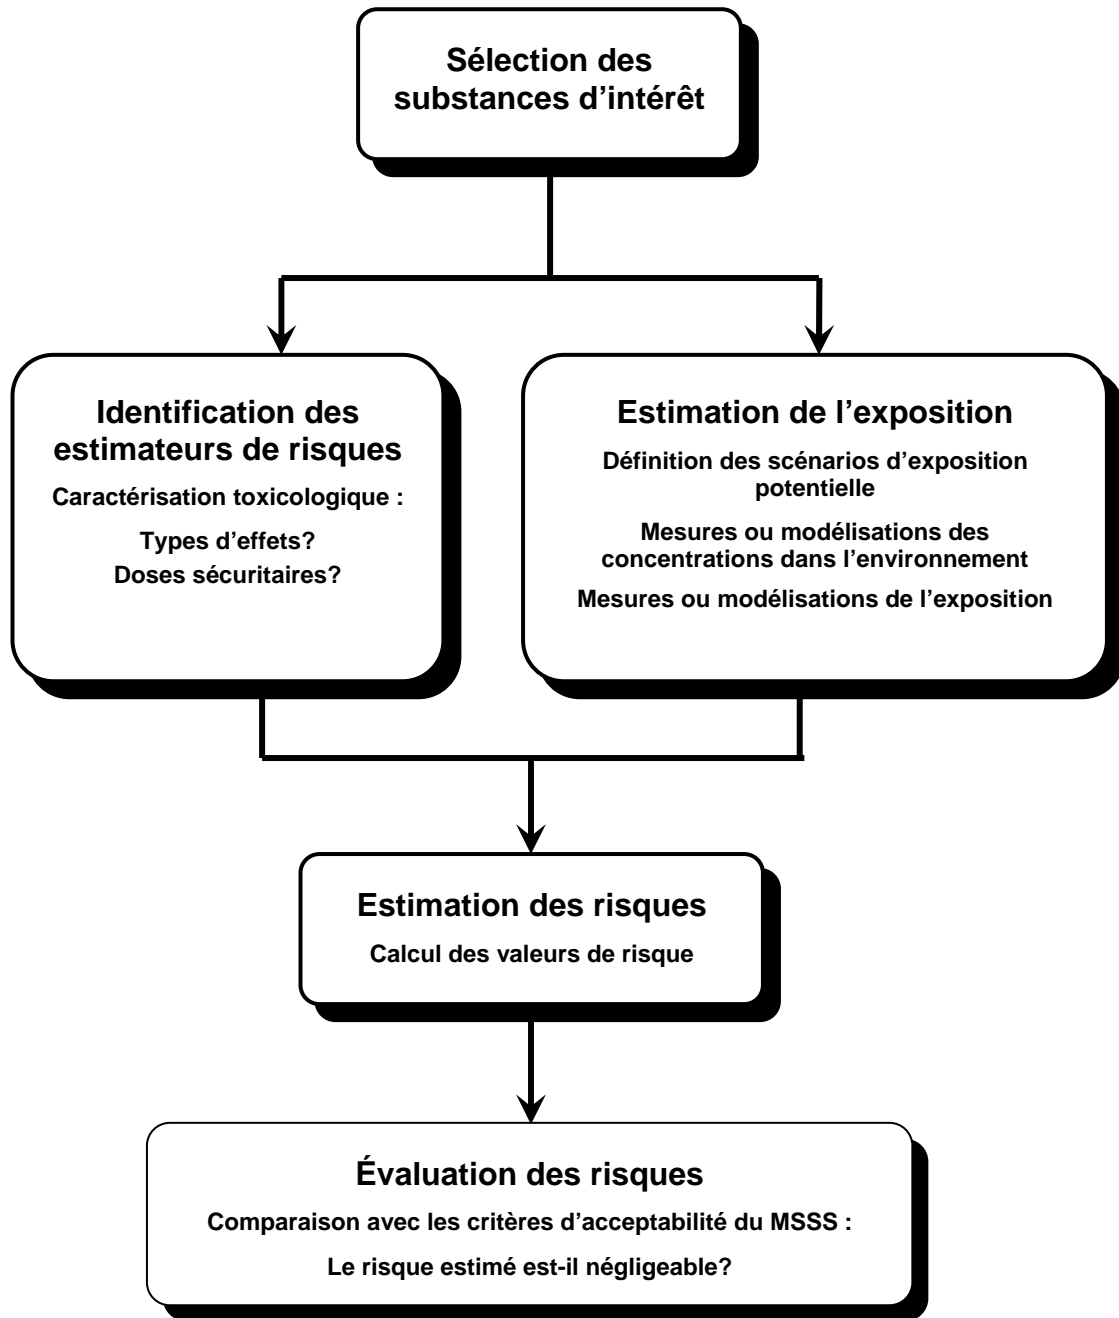 Sélection des
substances d’intérêt
Identification des
estimateurs de risques
Caractérisation toxicologique :
Types d’effets?
Doses sécuritaires?
Estimation de l’exposition
Définition des scénarios d’exposition
potentielle
Mesures ou modélisations des
concentrations dans l’environnement
Mesures ou modélisations de l’exposition
Estimation des risques
Calcul des valeurs de risque
Évaluation des risques
Comparaison avec les critères d’acceptabilité du MSSS :
Le risque estimé est-il négligeable?